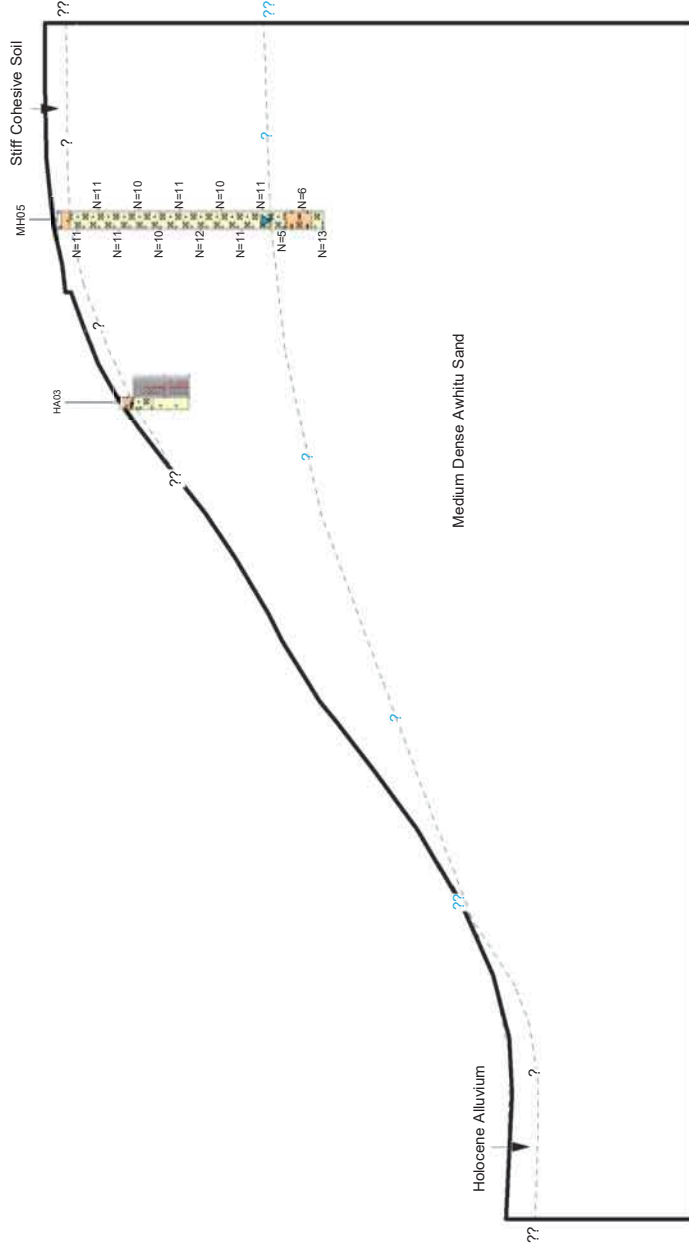 Stiff Cohesive Soil
MH05
HA03
??
?
?
??
N=11
N=11
N=11
N=10
N=10
N=11
N=12
N=10
N=11
N=11
N=5
N=6
N=13
??
?
?
?
??
Medium Dense Awhitu Sand
Holocene Alluvium
?
??